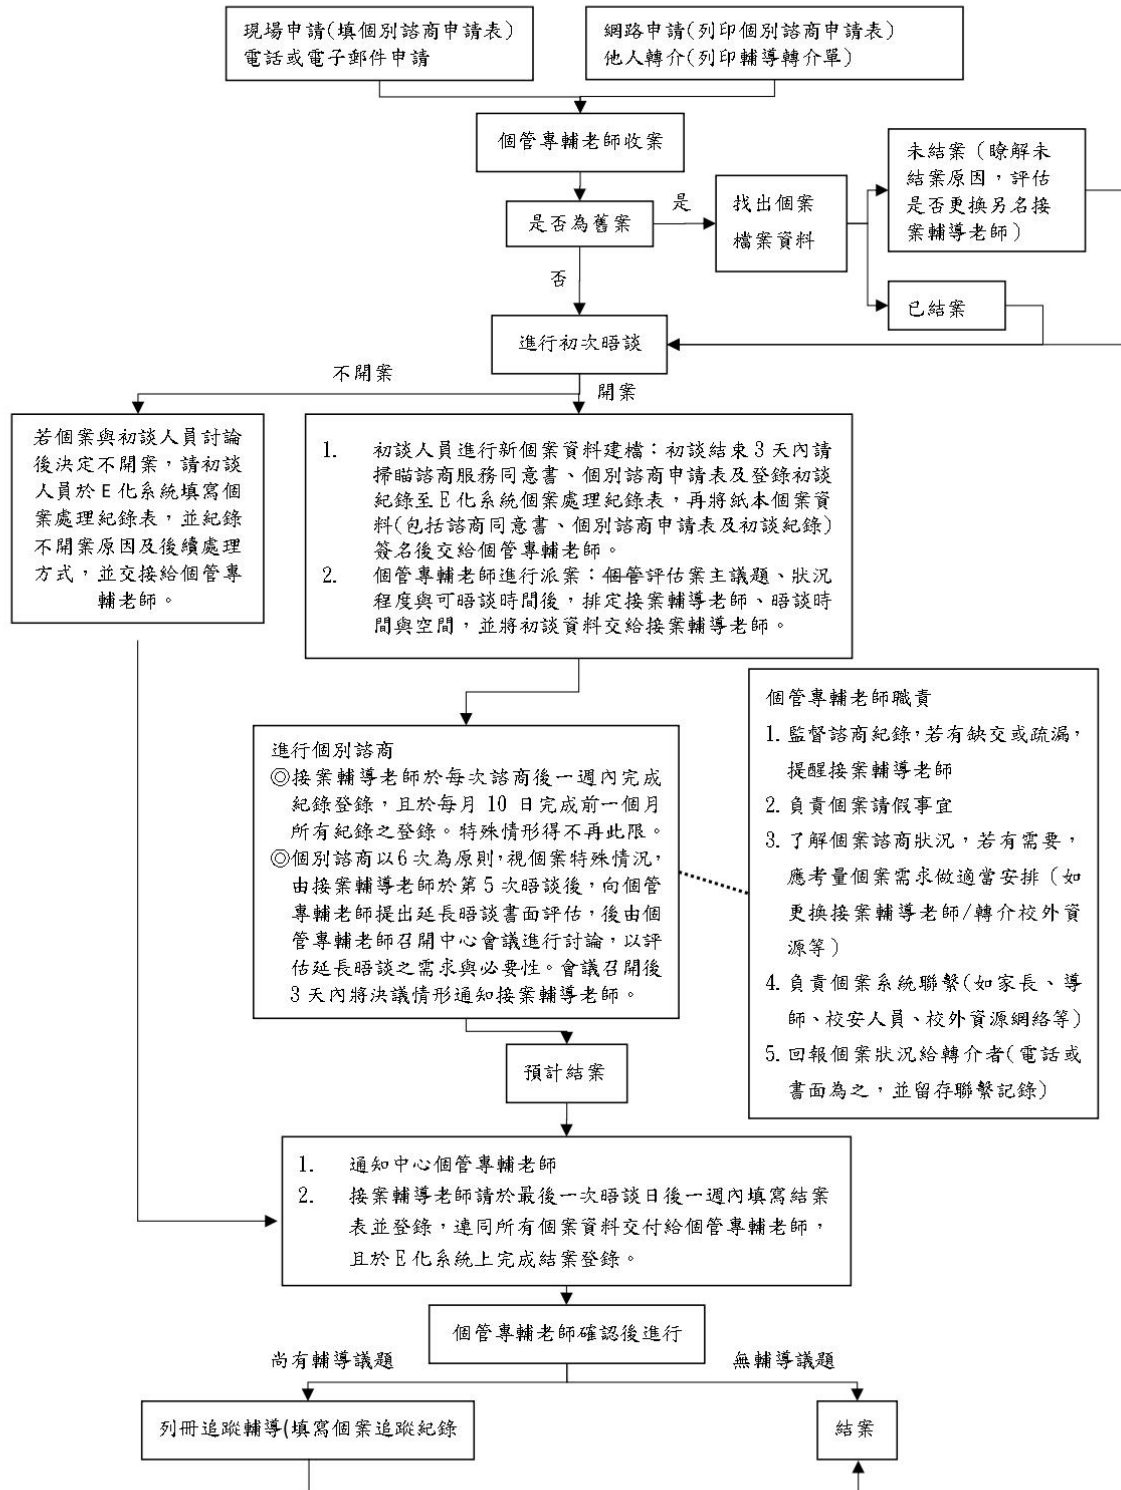 現場申請(填個別諮商申請表)
電話或電子郵件申請
網路申請(列印個別諮商申請表)
他人轉介(列印輔導轉介單)
個管專輔老師收案
是否為舊案
是
找出個案
檔案資料
未結案（瞭解未
結案原因，評估
是否更換另名接
案輔導老師）
已結案
否
進行初次晤談
不開案
開案
若個案與初談人員討論
後決定不開案，請初談
人員於E化系統填寫個
案處理紀錄表，並紀錄
不開案原因及後續處理
方式，並交接給個管專
輔老師。
1. 初談人員進行新個案資料建檔：初談結束3天內請
掃瞄諮商服務同意書、個別諮商申請表及登錄初談
紀錄至E化系統個案處理紀錄表，再將紙本個案資
料(包括諮商同意書、個別諮商申請表及初談紀錄)
簽名後交給個管專輔老師。
2. 個管專輔老師進行派案：個管評估案主議題、狀況
程度與可晤談時間後，排定接案輔導老師、晤談時
間與空間，並將初談資料交給接案輔導老師。
進行個別諮商
◎接案輔導老師於每次諮商後一週內完成
紀錄登錄，且於每月 10 日完成前一個月
所有紀錄之登錄。特殊情形得不再此限。
◎個別諮商以6次為原則，視個案特殊情況，
由接案輔導老師於第5次晤談後，向個管
專輔老師提出延長晤談書面評估，後由個
管專輔老師召開中心會議進行討論，以評
估延長晤談之需求與必要性。會議召開後
3天內將決議情形通知接案輔導老師。
個管專輔老師職責
1. 監督諮商紀錄，若有缺交或疏漏，
提醒接案輔導老師
2. 負責個案請假事宜
3. 了解個案諮商狀況，若有需要，
應考量個案需求做適當安排（如
更換接案輔導老師/轉介校外資
源等）
4. 負責個案系統聯繫(如家長、導
師、校安人員、校外資源網絡等)
5. 回報個案狀況給轉介者(電話或
書面為之，並留存聯繫記錄)
預計結案
1. 通知中心個管專輔老師
2. 接案輔導老師請於最後一次晤談日後一週內填寫結案
表並登錄，連同所有個案資料交付給個管專輔老師，
且於E化系統上完成結案登錄。
個管專輔老師確認後進行
尚有輔導議題
無輔導議題
列冊追蹤輔導(填寫個案追蹤紀錄
結案